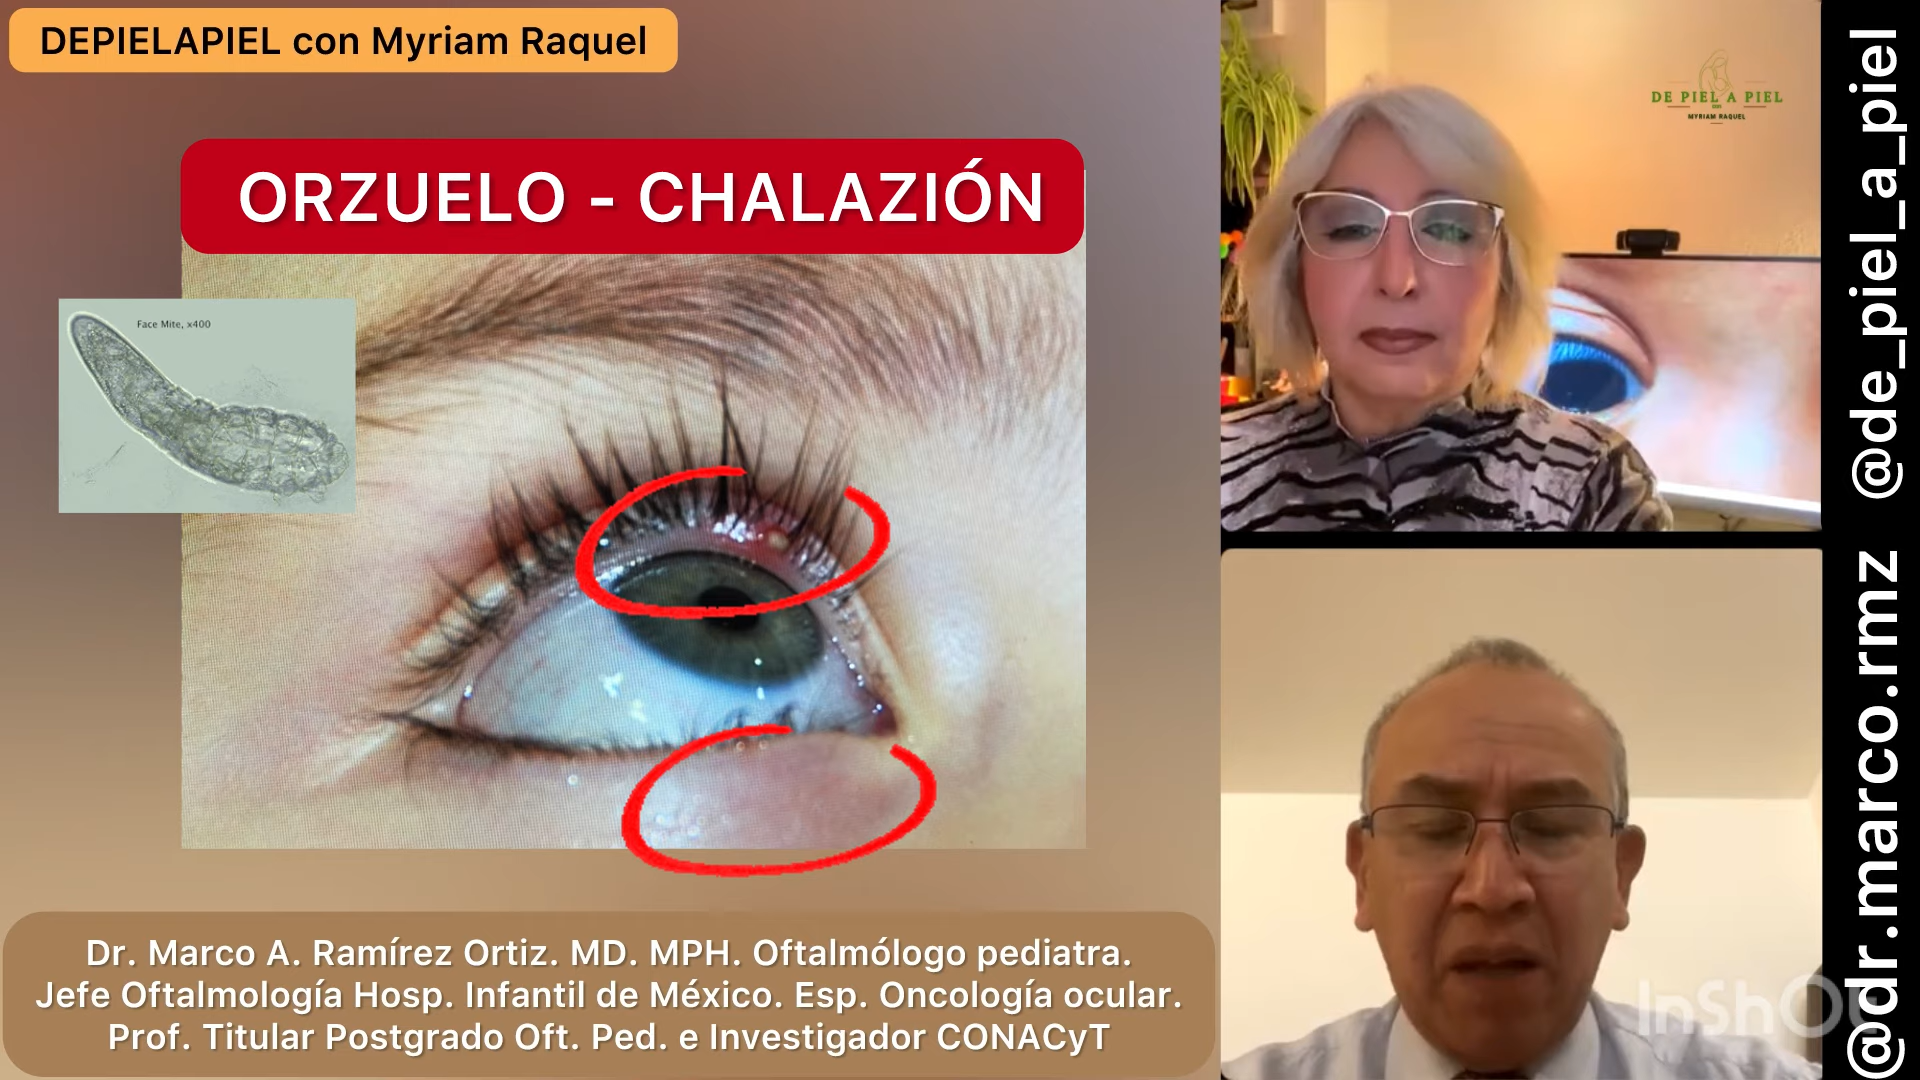 DEPIELAPIEL con Myriam Raquel
ORZUELO - CHALAZIÓN
Face Mite, x400
Dr. Marco A. Ramírez Ortiz. MD. MPH. Oftalmólogo pediatra.
Jefe Oftalmología Hosp. Infantil de México. Esp. Oncología ocular.
Prof. Titular Postgrado Oft. Ped. e Investigador CONACyT
DE PIEL A PIEL
MYRIAM RAQUEL
@de_piel_a_piel
@dr.marco.rmz